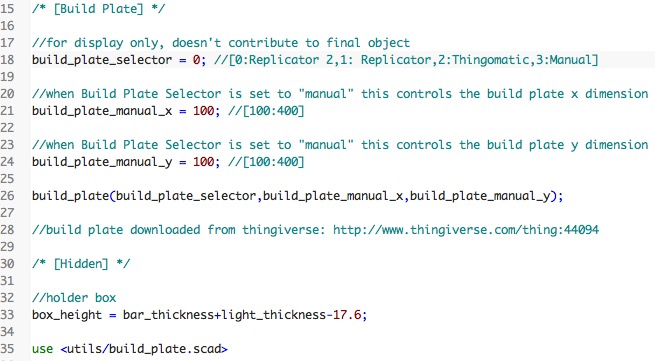 15 /* [Build Plate] */
16
17 //for display only, doesn't contribute to final object
18 build_plate_selector = 0; //[0:Replicator 2,1: Replicator,2:Thingomatic,3:Manual]
19
20 //when Build Plate Selector is set to "manual" this controls the build plate x dimension
21 build_plate_manual_x = 100; //[100:400]
22
23 //when Build Plate Selector is set to "manual" this controls the build plate y dimension
24 build_plate_manual_y = 100; //[100:400]
25
26 build_plate(build_plate_selector,build_plate_manual_x,build_plate_manual_y);
27
28 //build plate downloaded from thingiverse: http://www.thingiverse.com/thing:44094
29
30 /* [Hidden] */
31
32 //holder box
33 box_height = bar_thickness+light_thickness-17.6;
34
35 use <utils/build_plate.scad>